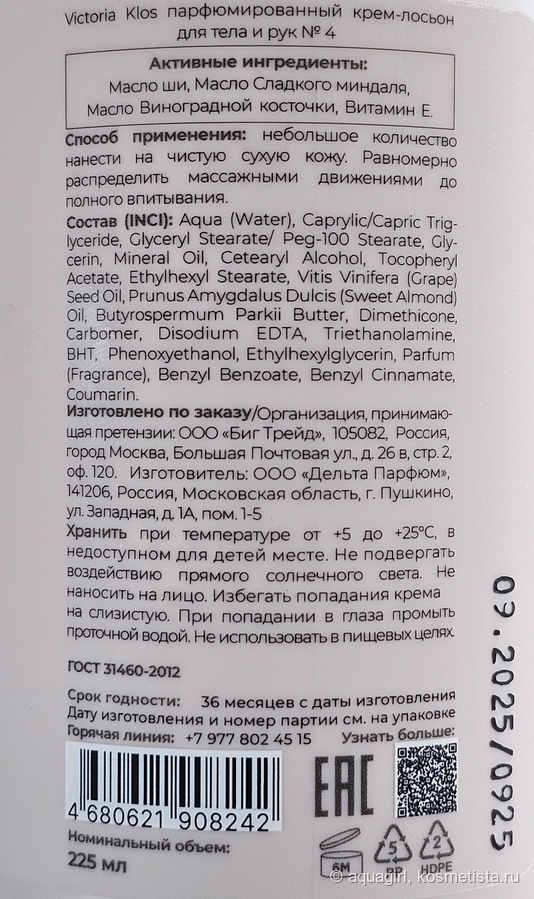 Victoria Klos парфюмированный крем-лосьон
для тела и рук № 4
Активные ингредиенты:
Масло ши, Масло Сладкого миндаля,
Масло Виноградной косточки, Витамин Е.
Способ применения: небольшое количество
нанести на чистую сухую кожу. Равномерно
распределить массажными движениями до
полного впитывания.
Состав (INCI): Aqua (Water), Caprylic/Capric Trig-
lyceride, Glyceryl Stearate/ Peg-100 Stearate, Gly-
cerin, Mineral Oil, Cetearyl Alcohol, Tocopheryl
Acetate, Ethylhexyl Stearate, Vitis Vinifera (Grape)
Seed Oil, Prunus Amygdalus Dulcis (Sweet Almond)
Oil, Butyrospermum Parkii Butter, Dimethicone,
Carbomer, Disodium EDTA, Triethanolamine,
BHT, Phenoxyethanol, Ethylhexylglycerin, Parfum
(Fragrance), Benzyl Benzoate, Benzyl Cinnamate,
Coumarin.
Изготовлено по заказу/Организация, принимаю-
щая претензии: ООО «Биг Трейд», 105082, Россия,
город Москва, Большая Почтовая ул., д. 26 в, стр. 2,
оф. 120. Изготовитель: ООО «Дельта Парфюм»,
141206, Россия, Московская область, г. Пушкино,
ул. Западная, д. 1А, пом. 1-5
Хранить при температуре от +5 до +25°C, в
недоступном для детей месте. Не подвергать
воздействию прямого солнечного света. Не
наносить на лицо. Избегать попадания крема
на слизистую. При попадании в глаза промыть
проточной водой. Не использовать в пищевых целях.
ГОСТ 31460-2012
Срок годности: 36 месяцев с даты изготовления
Дату изготовления и номер партии см. на упаковке
Горячая линия: +7 977 802 45 15 Узнать больше:
4 680621 908242
EAC
Номинальный объем:
225 мл
6M
5
PP
2
HDPE
09.2025/0925
© aquagirl, kosmetista.ru